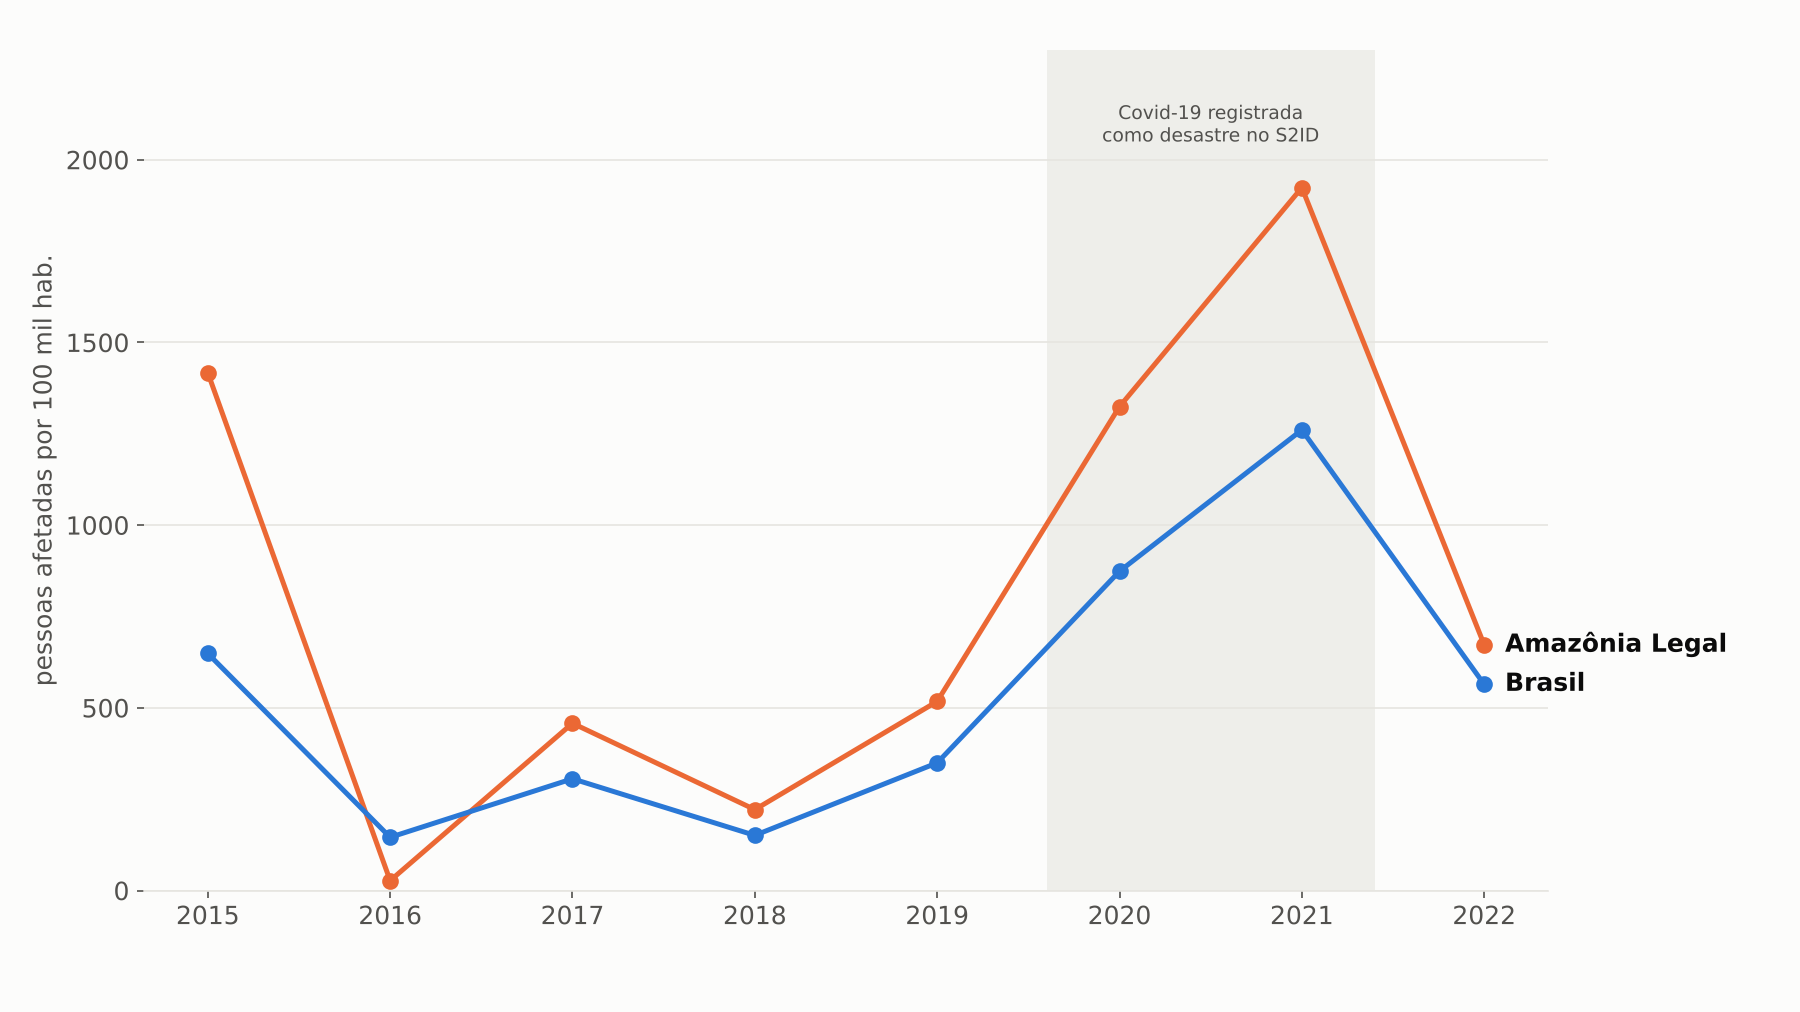 Covid-19 registrada
como desastre no S2ID
2000
1500
1000
500
0
pessoas afetadas por 100 mil hab.
Amazônia Legal
Brasil
2015 2016 2017 2018 2019 2020 2021 2022